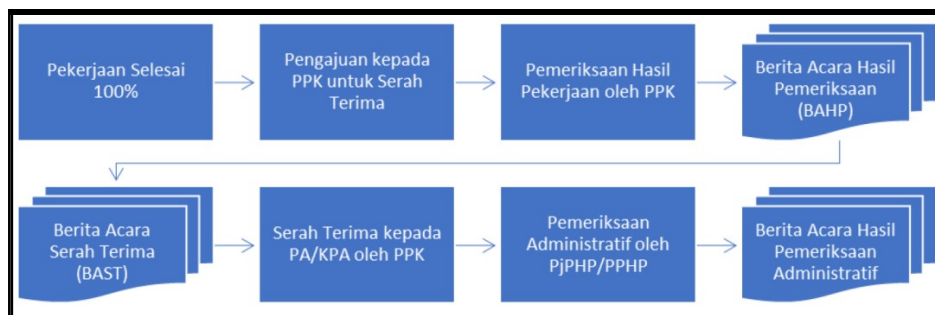 Pekerjaan Selesai
100%
Pengajuan kepada
PPK untuk Serah
Terima
Pemeriksaan Hasil
Pekerjaan oleh PPK
Berita Acara Hasil
Pemeriksaan
(BAHP)
Berita Acara
Serah Terima
(BAST)
Serah Terima kepada
PA/KPA oleh PPK
Pemeriksaan
Administratif oleh
PjPHP/PPHP
Berita Acara Hasil
Pemeriksaan
Administratif